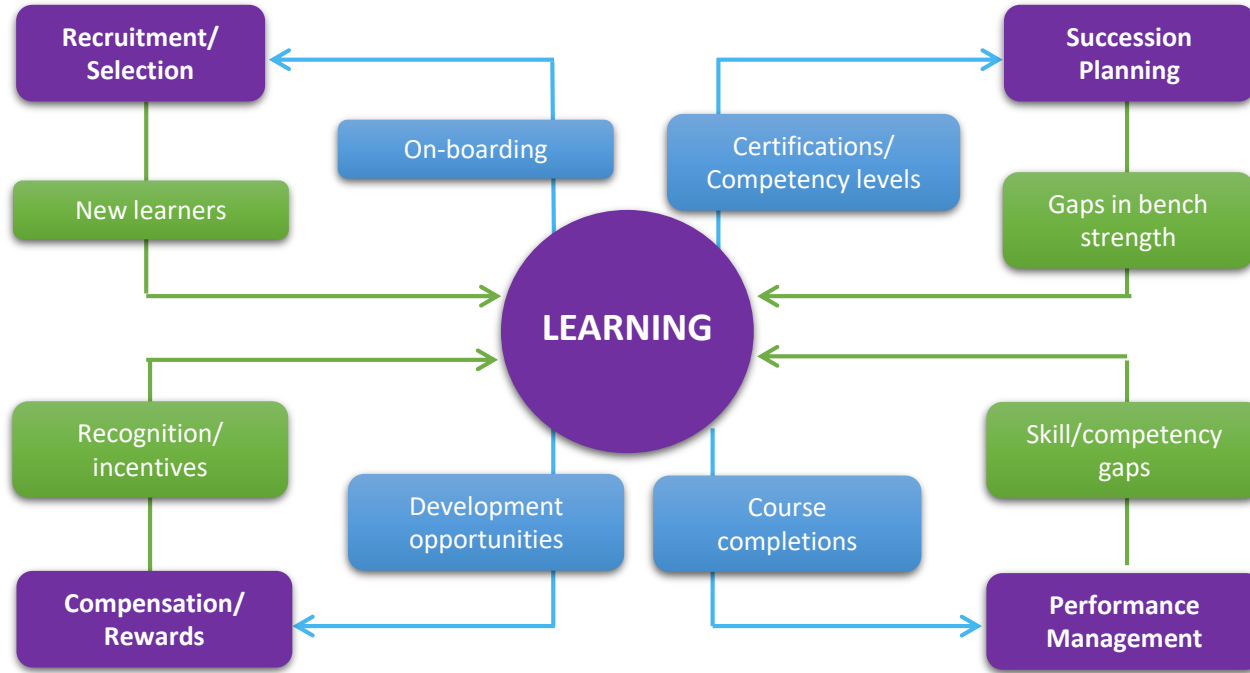 Recruitment/
Selection
Succession
Planning
On-boarding
Certifications/
Competency levels
New learners
Gaps in bench
strength
LEARNING
Recognition/
incentives
Skill/competency
gaps
Development
opportunities
Course
completions
Compensation/
Rewards
Performance
Management